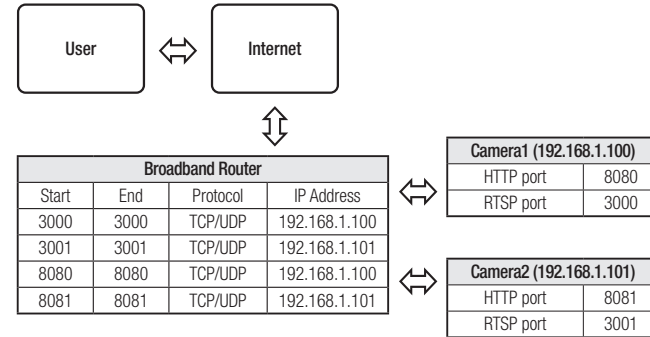 User
Internet
Broadband Router
Start End Protocol IP Address
3000 3000 TCP/UDP 192.168.1.100
3001 3001 TCP/UDP 192.168.1.101
8080 8080 TCP/UDP 192.168.1.100
8081 8081 TCP/UDP 192.168.1.101
Camera1 (192.168.1.100)
HTTP port 8080
RTSP port 3000
Camera2 (192.168.1.101)
HTTP port 8081
RTSP port 3001